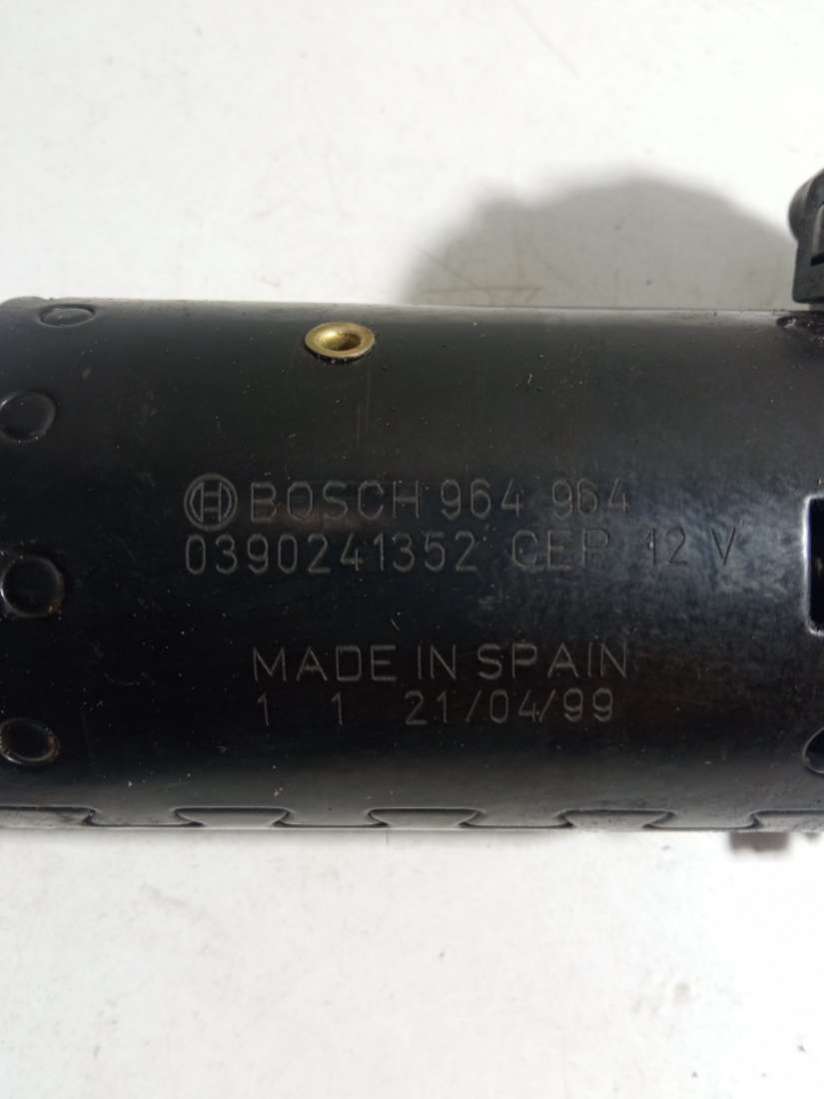 BOSCH 964 964
0390241352 CEP 12 V
MADE IN SPAIN
1 1 21/04/99